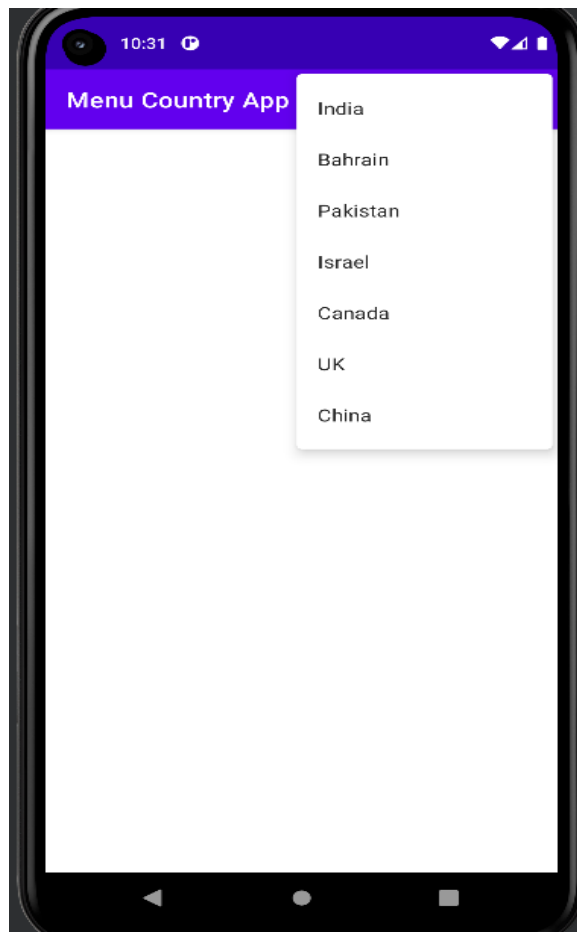 10:31
Menu Country App
India
Bahrain
Pakistan
Israel
Canada
UK
China